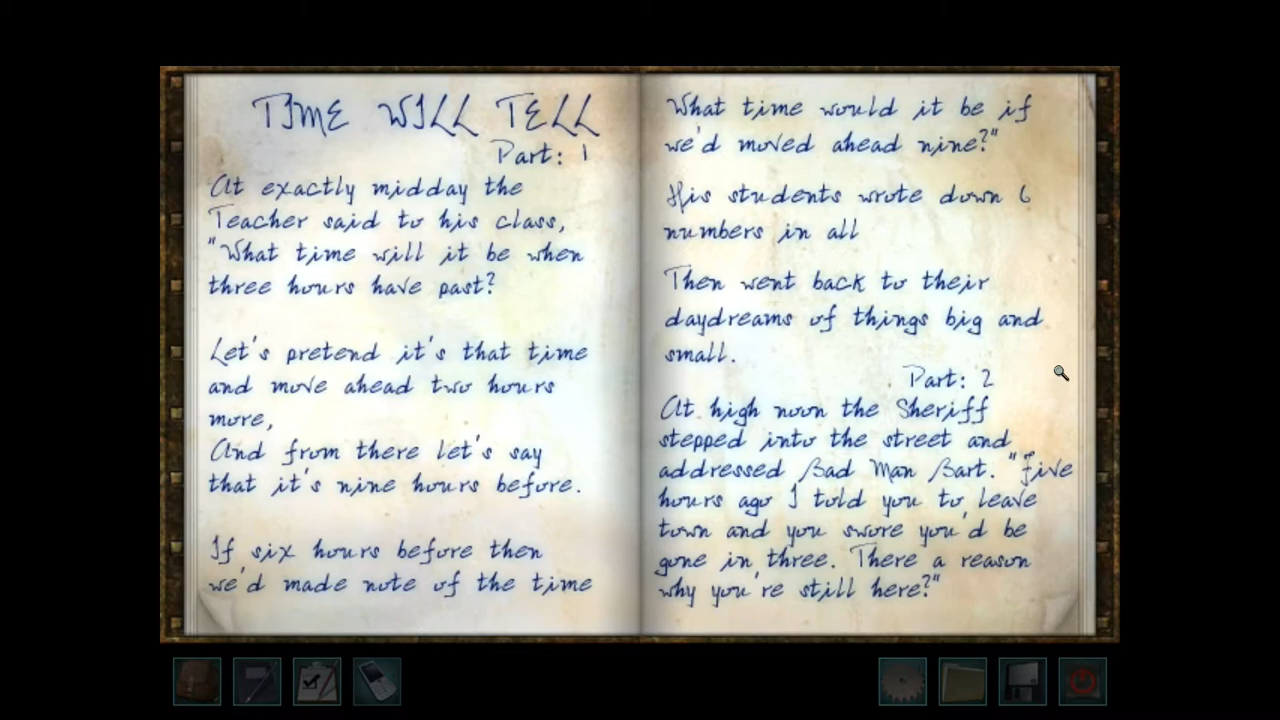 TIME WILL TELL
Part: 1
At exactly midday the
Teacher said to his class,
"What time will it be when
three hours have past?
Let's pretend it's that time
and move ahead two hours
more,
And from there let's say
that it's nine hours before.
If six hours before then
we'd made note of the time
What time would it be if
we'd moved ahead nine?"
His students wrote down 6
numbers in all
Then went back to their
daydreams of things big and
small.
Part: 2
At high noon the Sheriff
stepped into the street and
addressed Bad Man Bart. "Five
hours ago I told you to leave
town and you swore you'd be
gone in three. There a reason
why you're still here?"